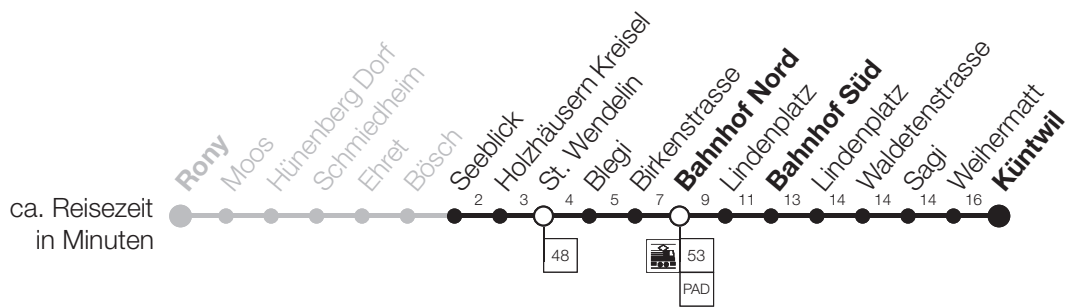 Rony
Moos
Hünenberg Dorf
Schmiedheim
Ehret
Bösch
Seeblick
Holzhäusern Kreisel
St. Wendelin
Blegi
Birkenstrasse
Bahnhof Nord
Lindenplatz
Bahnhof Süd
Lindenplatz
Waldetenstrasse
Sagi
Weihermatt
Küntwil
ca. Reisezeit
in Minuten
2 3 4 5 7 9 11 13 14 14 14 16
48
53
PAD